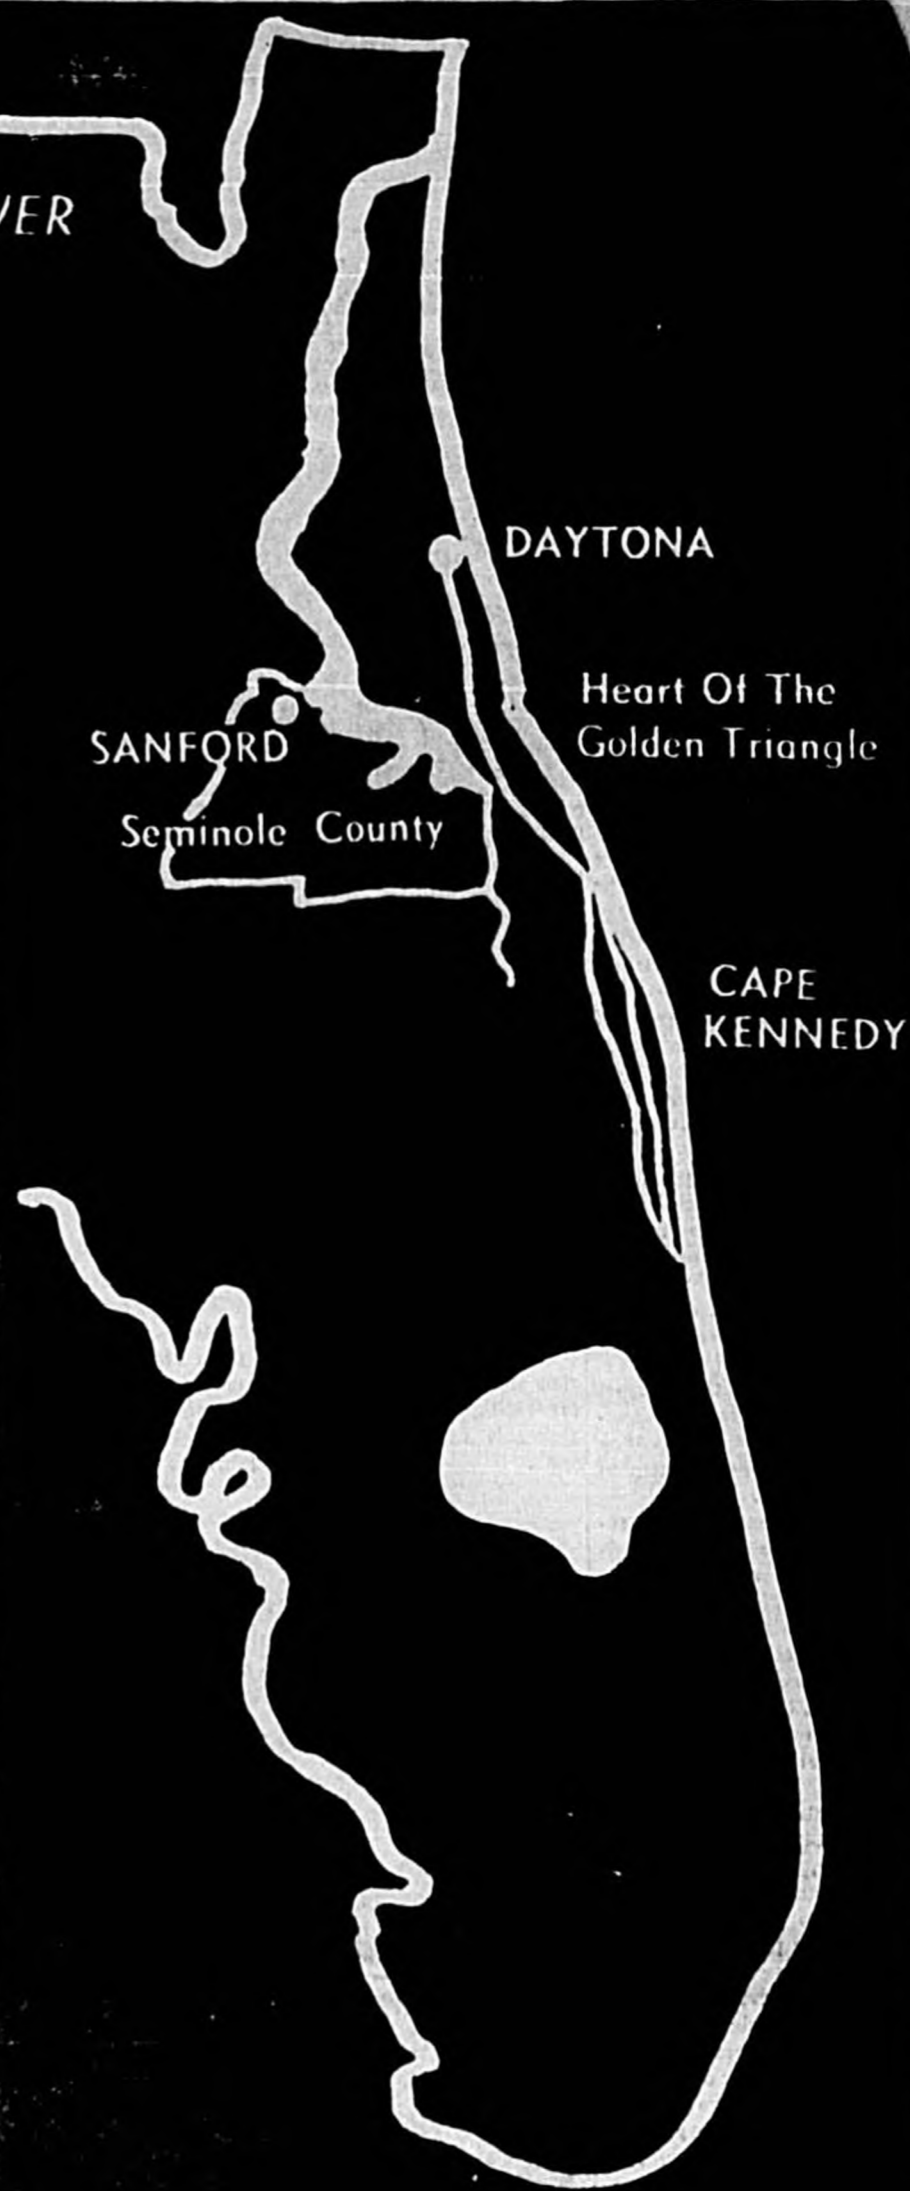 VER
DAYTONA
Heart Of The
Golden Triangle
SANFORD
Seminole County
CAPE
KENNEDY